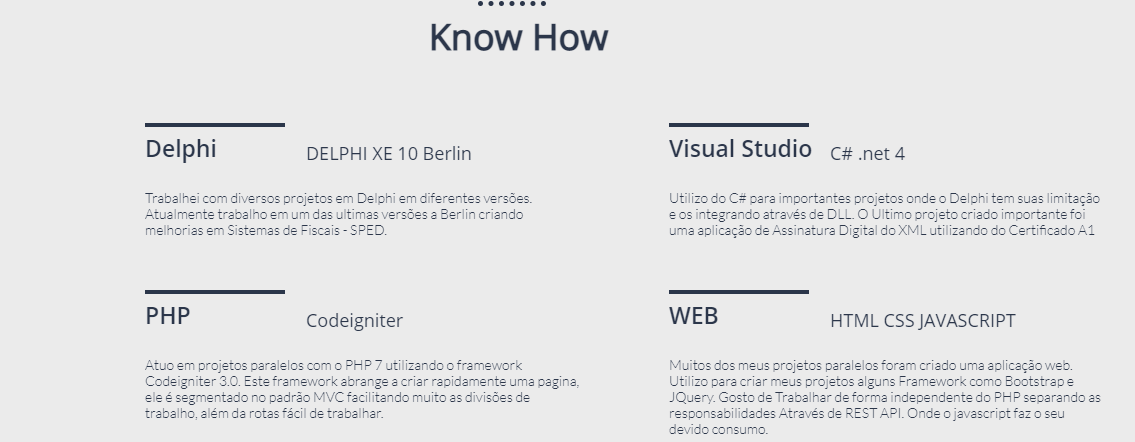 Know How
Delphi
DELPHI XE 10 Berlin
Trabalhei com diversos projetos em Delphi em diferentes versões.
Atualmente trabalho em um das ultimas versões a Berlin criando
melhorias em Sistemas de Fiscais - SPED.
Visual Studio
C# .net 4
Utilizo do C# para importantes projetos onde o Delphi tem suas limitação
e os integrando através de DLL. O Ultimo projeto criado importante foi
uma aplicação de Assinatura Digital do XML utilizando do Certificado A1
PHP
Codeigniter
Atuo em projetos paralelos com o PHP 7 utilizando o framework
Codeigniter 3.0. Este framework abrange a criar rapidamente uma pagina,
ele é segmentado no padrão MVC facilitando muito as divisões de
trabalho, além da rotas fácil de trabalhar.
WEB
HTML CSS JAVASCRIPT
Muitos dos meus projetos paralelos foram criado uma aplicação web.
Utilizo para criar meus projetos alguns Framework como Bootstrap e
JQuery. Gosto de Trabalhar de forma independente do PHP separando as
responsabilidades Através de REST API. Onde o javascript faz o seu
devido consumo.